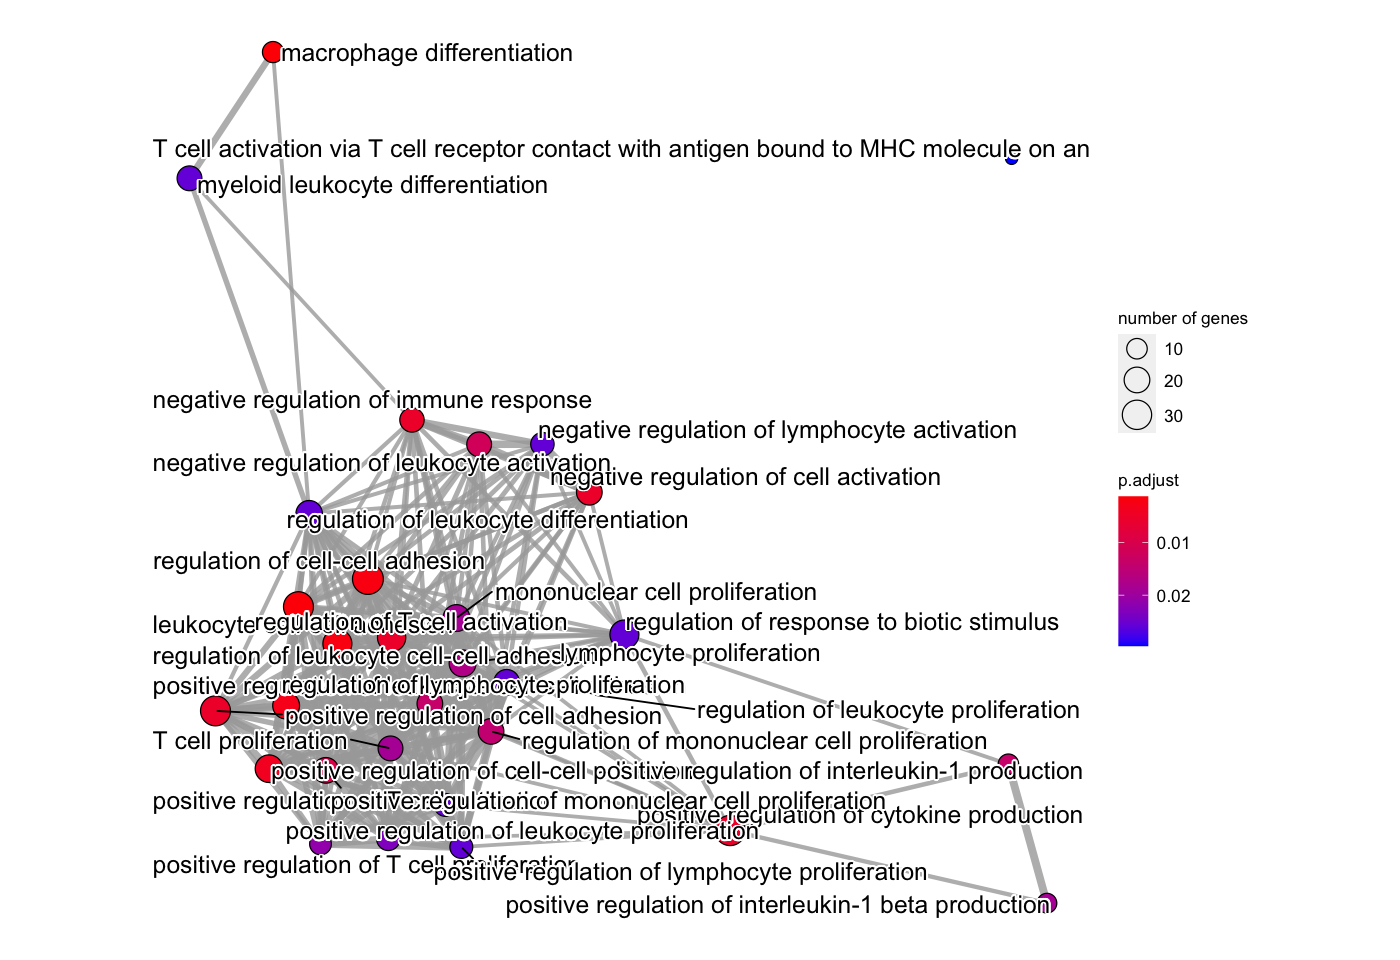 macrophage differentiation
T cell activation via T cell receptor contact with antigen bound to MHC molecule on an
myeloid leukocyte differentiation
number of genes
10
20
30
negative regulation of immune response
negative regulation of lymphocyte activation
negative regulation of leukocyte activation
negative regulation of cell activation
p.adjust
0.01
0.02
regulation of leukocyte differentiation
regulation of cell-cell adhesion
mononuclear cell proliferation
leukocyte
regulation of T cell activation
regulation of response to biotic stimulus
regulation of leukocyte cell-cell adhesion
lymphocyte proliferation
positive
regulation of lymphocyte proliferation
regulation of leukocyte proliferation
positive regulation of cell adhesion
T cell proliferation
regulation of mononuclear cell proliferation
positive regulation of cell-cell
positive regulation of interleukin-1 production
positive
positive regulation of mononuclear cell proliferation
positive regulation of cytokine production
positive regulation of leukocyte proliferation
positive regulation of T cell proliferation
positive regulation of lymphocyte proliferation
positive regulation of interleukin-1 beta production